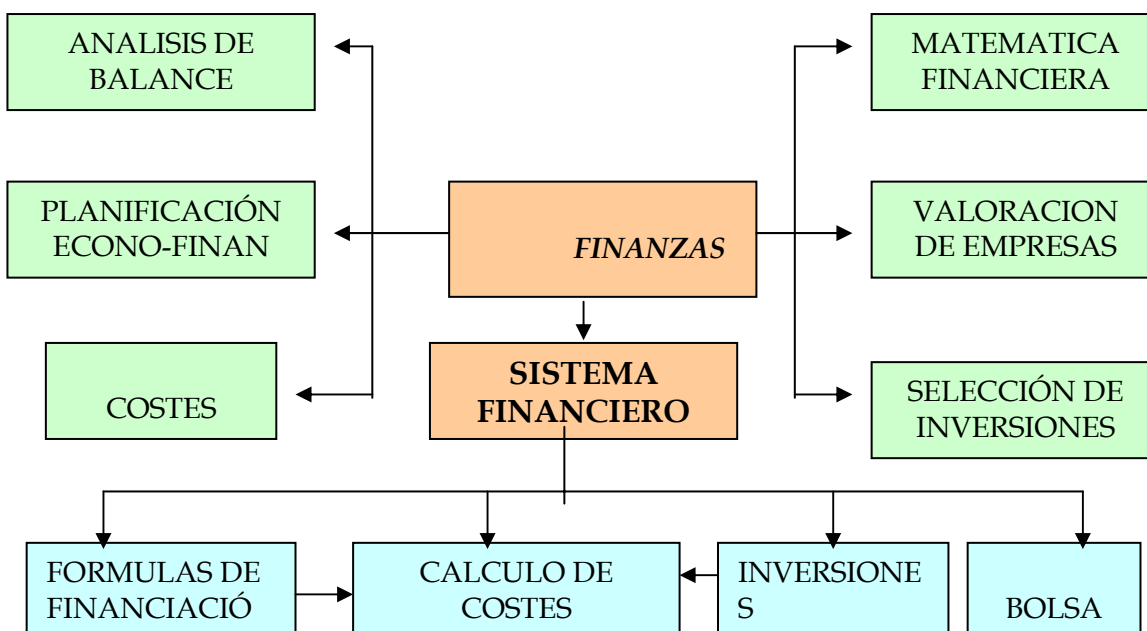 ANALISIS DE
BALANCE
MATEMATICA
FINANCIERA
PLANIFICACIÓN
ECONO-FINAN
FINANZAS
VALORACION
DE EMPRESAS
COSTES
SISTEMA
FINANCIERO
SELECCIÓN DE
INVERSIONES
FORMULAS DE
FINANCIACIÓ
CALCULO DE
COSTES
INVERSIONE
S
BOLSA